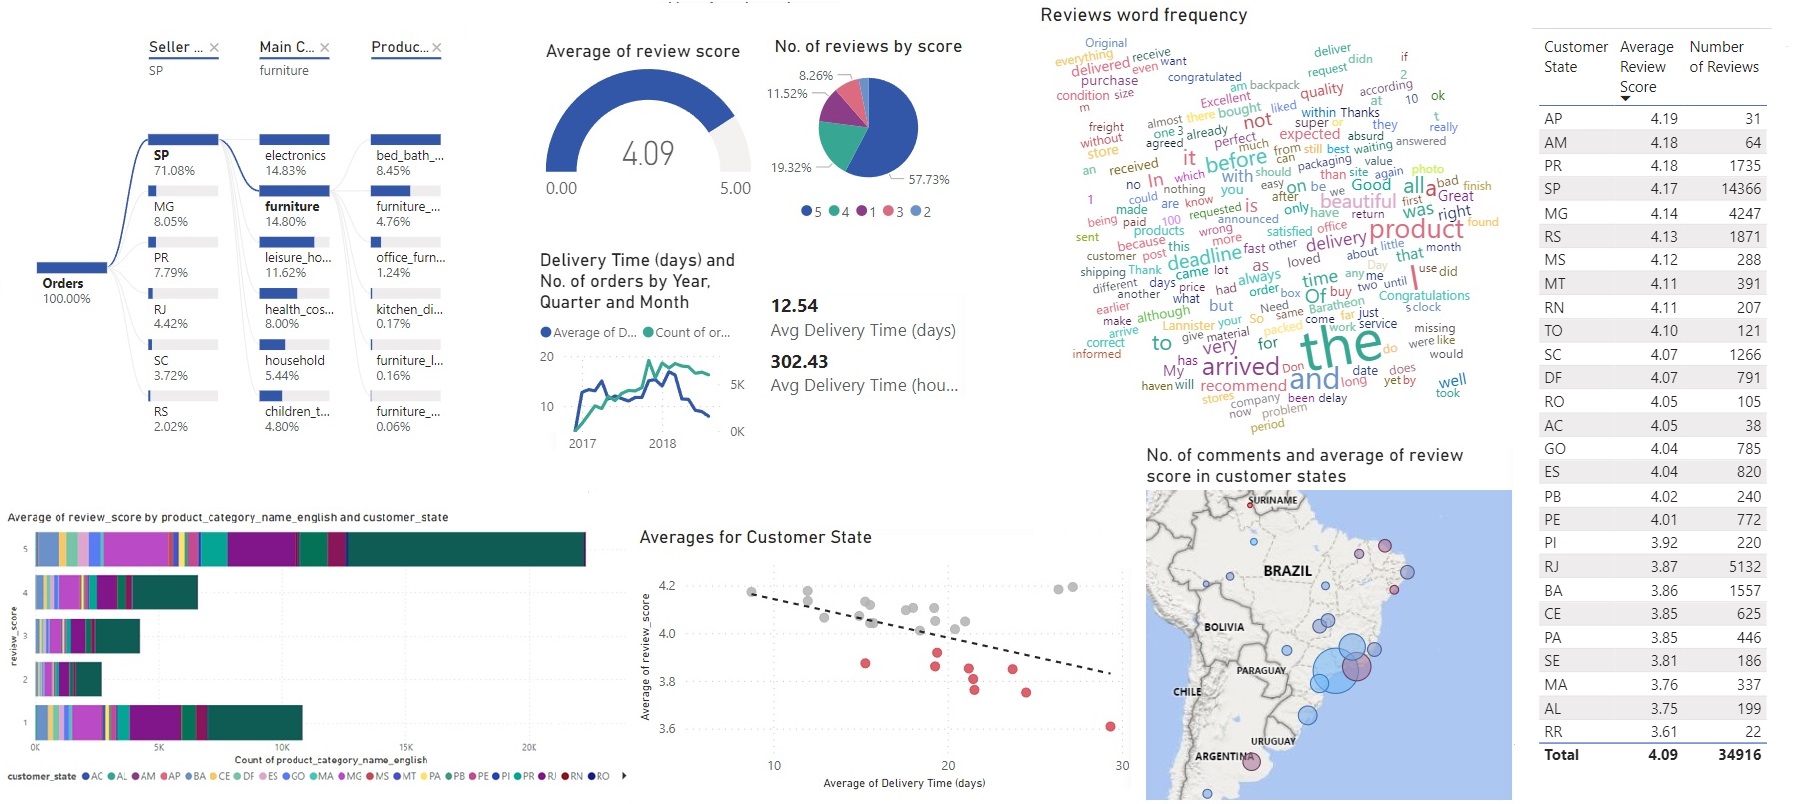 Seller ...
SP
Main C...
furniture
Produc...
Orders
100.00%
SP
71.08%
MG
8.05%
PR
7.79%
RJ
4.42%
SC
3.72%
RS
2.02%
electronics
14.83%
furniture
14.80%
leisure_ho...
11.62%
health_cos...
8.00%
household
5.44%
children_t...
4.80%
bed_bath_...
8.45%
furniture_...
4.76%
office_furn...
1.24%
kitchen_di...
0.17%
furniture_l...
0.16%
furniture_...
0.06%
Average of review score
4.09
0.00
5.00
No. of reviews by score
8.26%
11.52%
19.32%
57.73%
5 4 1 3 2
Delivery Time (days) and
No. of orders by Year,
Quarter and Month
Average of D... Count of or...
20
10
5K
0K
2017 2018
12.54
Avg Delivery Time (days)
302.43
Avg Delivery Time (hou...
Reviews word frequency
Original
everything receive
delivered even want
purchase
congratulated
condition size
m
deliver
didn
request
if
2
am backpack
quality
according
at 10 ok
Excellent
almost there bought liked
within Thanks
t
freight
without
store
one 3 already
agreed
not
super or
they
really
perfect
expected
absurd
answered
much from still best waiting
an
received
it before
can packaging value
no In which
with should
than site again photo
nothing
you
easy on be we Good all a bad finish
1
could are know
after
beautiful first Great
made
is
only have return was right
being paid 100 requested announced
found
sent
products wrong
satisfied office
product
because this more
fast other delivery about little
customer post deadline
loved
that month
shipping Thank came lot as
always
time any Day me
different days price had
order box
two until I use did
another what
Need Of buy
Congratulations
earlier
although but
same Baratheon
s clock
make
Lannister your So
come far just
arrive
packed
work service
correct
to give material
the
missing
informed
very for
do were like
has
would
My arrived Don
date does
haven will recommend and long yet by well
took
stores company been delay
now problem
period
No. of comments and average of review
score in customer states
SURINAME
BRAZIL
BOLIVIA
PARAGUAY
CHILE
URUGUAY
ARGENTINA
Customer State Average Review Score Number of Reviews
AP 4.19 31
AM 4.18 64
PR 4.18 1735
SP 4.17 14366
MG 4.14 4247
RS 4.13 1871
MS 4.12 288
MT 4.11 391
RN 4.11 207
TO 4.10 121
SC 4.07 1266
DF 4.07 791
RO 4.05 105
AC 4.05 38
GO 4.04 785
ES 4.04 820
PB 4.02 240
PE 4.01 772
PI 3.92 220
RJ 3.87 5132
BA 3.86 1557
CE 3.85 625
PA 3.85 446
SE 3.81 186
MA 3.76 337
AL 3.75 199
RR 3.61 22
Total 4.09 34916
Average of review_score by product_category_name_english and customer_state
review_score
5
4
3
2
1
0K 5K 10K 15K 20K
Count of product_category_name_english
customer_state AC AL AM AP BA CE DF ES GO MA MG MS MT PA PB PE PI PR RJ RN RO
Averages for Customer State
Average of review_score
4.2
4.0
3.8
3.6
10 20 30
Average of Delivery Time (days)